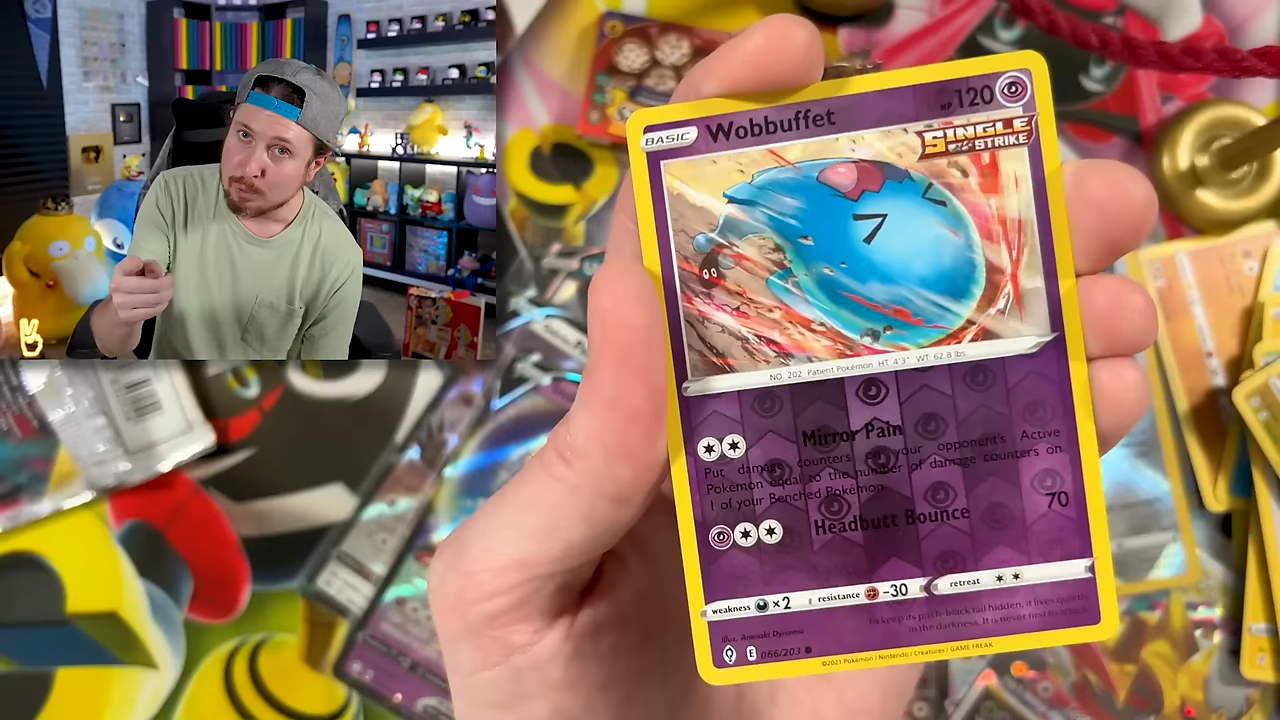 BASIC Wobbuffet HP 120
SINGLE
STRIKE
NO. 202 Patient Pokémon HT 4'3" WT 62.8 lbs.
Mirror Pain
Put damage counters on your opponent's Active
Pokémon equal to the number of damage counters on
1 of your Benched Pokémon.
Headbutt Bounce 70
weakness ×2 resistance -30 retreat
To keep its pitch-black tail hidden, it lives quietly
in the darkness. It is never first to attack.
Illus. Anesaki Dynamic
E 066/203
©2021 Pokémon / Nintendo / Creatures / GAME FREAK